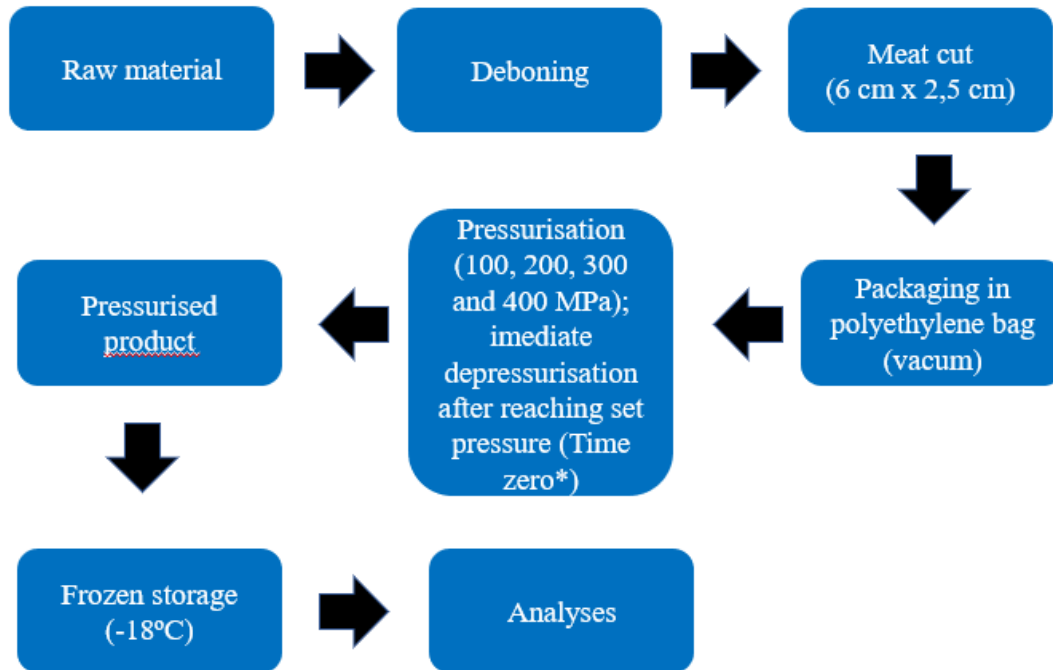 Raw material
Deboning
Meat cut
(6 cm x 2,5 cm)
Packaging in
polyethylene bag
(vacum)
Pressurisation
(100, 200, 300
and 400 MPa);
imediate
depressurisation
after reaching set
pressure (Time
zero*)
Pressurised
product
Frozen storage
(-18ºC)
Analyses